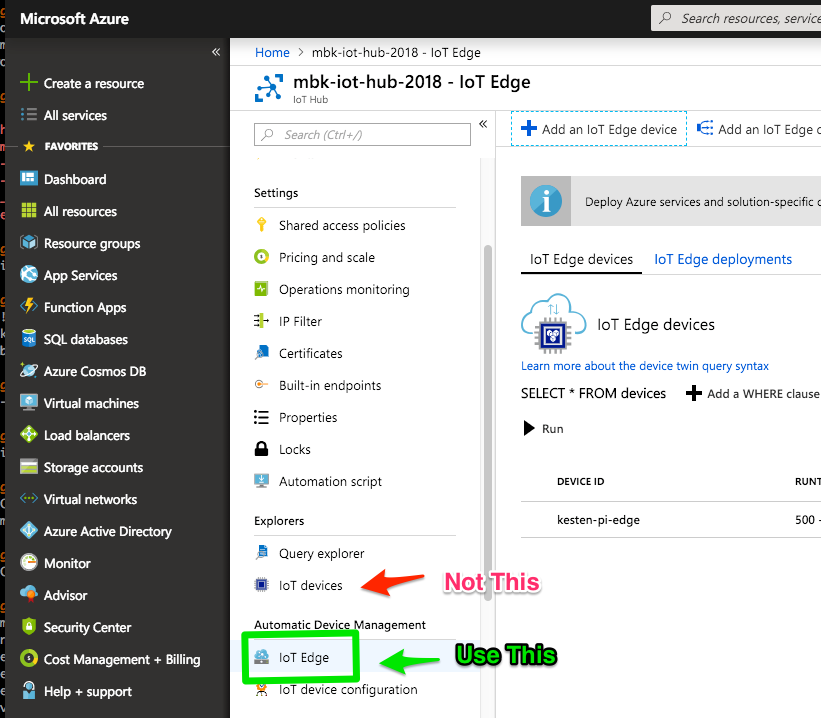 Microsoft Azure
Search resources, service
Create a resource
All services
FAVORITES
Dashboard
All resources
Resource groups
App Services
Function Apps
SQL databases
Azure Cosmos DB
Virtual machines
Load balancers
Storage accounts
Virtual networks
Azure Active Directory
Monitor
Advisor
Security Center
Cost Management + Billing
Help + support
Home > mbk-iot-hub-2018 - IoT Edge
mbk-iot-hub-2018 - IoT Edge
IoT Hub
Search (Ctrl+/)
Settings
Shared access policies
Pricing and scale
Operations monitoring
IP Filter
Certificates
Built-in endpoints
Properties
Locks
Automation script
Explorers
Query explorer
IoT devices
Not This
Automatic Device Management
IoT Edge
Use This
IoT device configuration
Add an IoT Edge device
Add an IoT Edge
Deploy Azure services and solution-specific
IoT Edge devices
IoT Edge deployments
IoT Edge devices
Learn more about the device twin query syntax
SELECT * FROM devices
Add a WHERE clause
Run
DEVICE ID RUNT
kesten-pi-edge 500 -